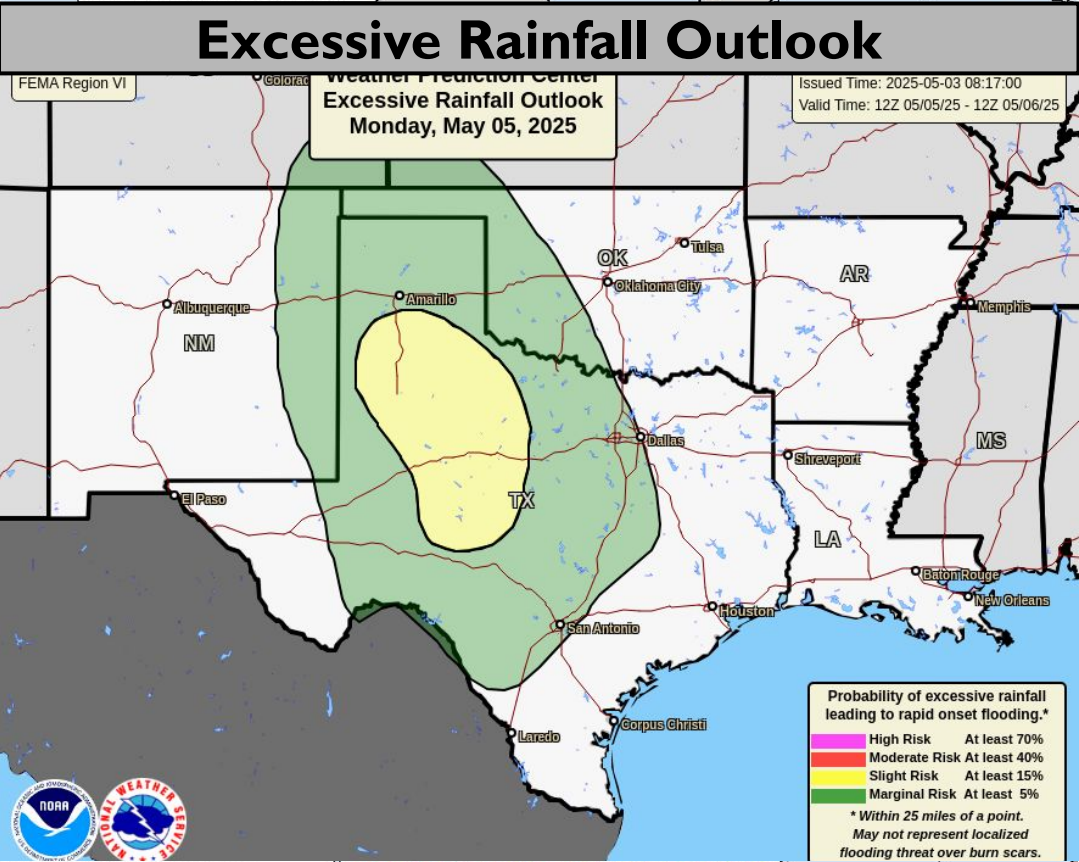 Excessive Rainfall Outlook
FEMA Region VI
Weather Prediction Center
Excessive Rainfall Outlook
Monday, May 05, 2025
Issued Time: 2025-05-03 08:17:00
Valid Time: 12Z 05/05/25 - 12Z 05/06/25
Colorad
Tulsa
OK
Oklahoma City
AR
Amarillo
Albuquerque
Memphis
NM
Dallas
MS
Shreveport
El Paso
TX
LA
Baton Rouge
New Orleans
Houston
San Antonio
Corpus Christi
Laredo
Probability of excessive rainfall
leading to rapid onset flooding.*
High Risk At least 70%
Moderate Risk At least 40%
Slight Risk At least 15%
Marginal Risk At least 5%
* Within 25 miles of a point.
May not represent localized
flooding threat over burn scars.
NOAA
NATIONAL WEATHER SERVICE